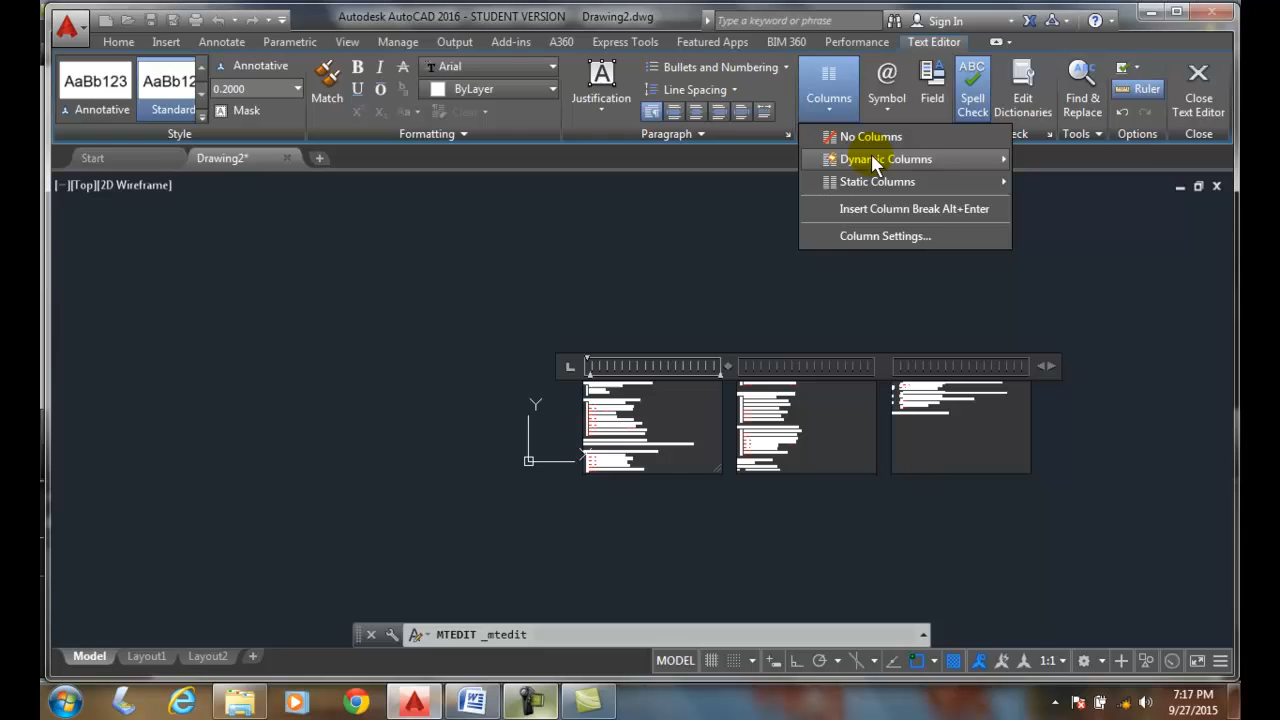 Autodesk AutoCAD 2016 - STUDENT VERSION Drawing2.dwg Type a keyword or phrase Sign In
Home Insert Annotate Parametric View Manage Output Add-ins A360 Express Tools Featured Apps BIM 360 Performance Text Editor
AaBb123 AaBb12 Annotative
Annotative Standard
0.2000
Mask
Style
Match
B I A Arial
U O ByLayer
Aa Clear
Formatting
Justification
Bullets and Numbering
Line Spacing
Paragraph
Columns
Symbol
Field
ABC Spell Check
Edit Dictionaries
Find & Replace
Tools
Ruler
Options
Close Text Editor
Close
No Columns
Dynamic Columns
Static Columns
Insert Column Break Alt+Enter
Column Settings...
Start Drawing2*
[−][Top][2D Wireframe]
Y
X
MTEDIT _mtedit
Model Layout1 Layout2 MODEL 1:1
7:17 PM
9/27/2015